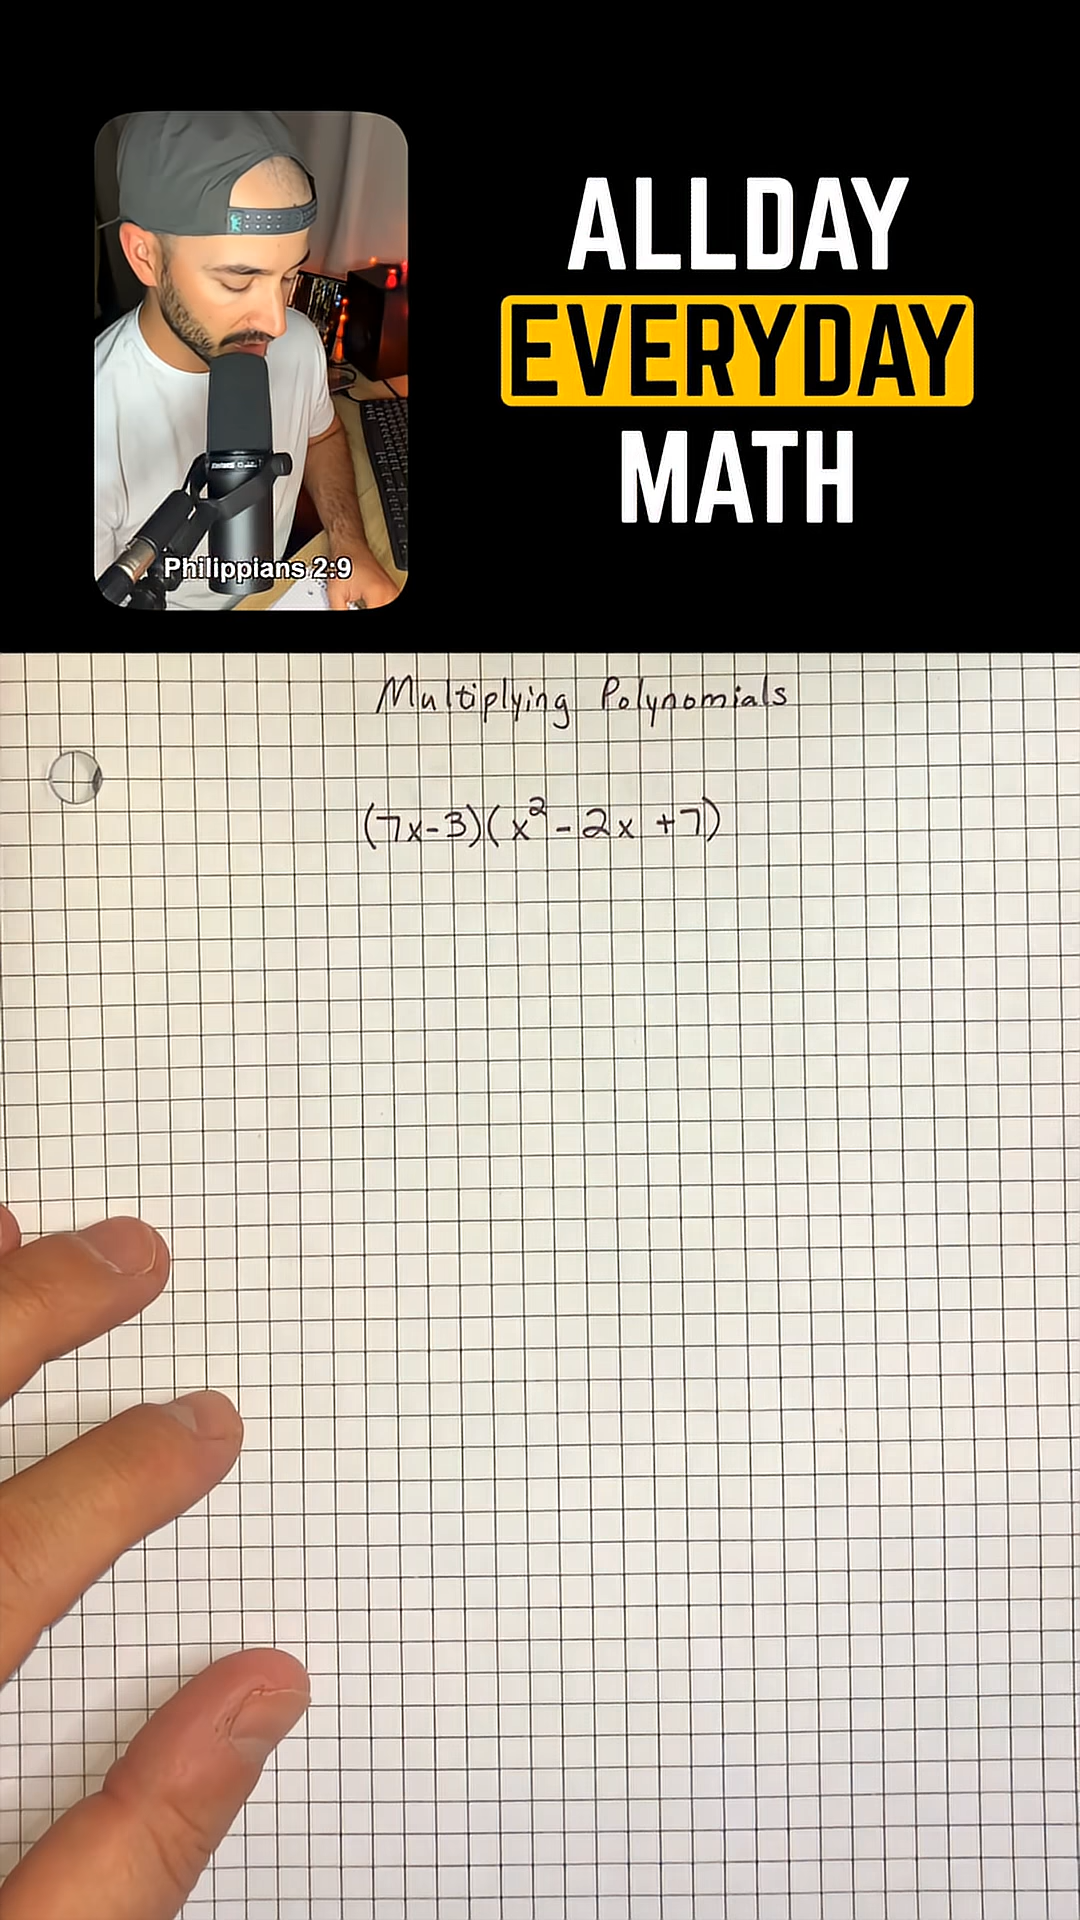 ALLDAY
EVERYDAY
MATH
Philippians 2:9
Multiplying Polynomials
(7x-3)(x² - 2x + 7)